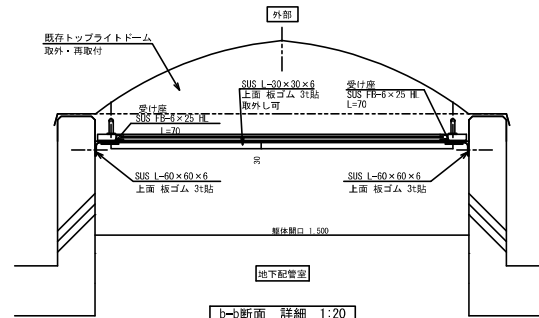 外部
既存トップライトドーム
取外・再取付
SUS L-30×30×6
上面 板ゴム 3t貼
取外し可
受け座
SUS FB-6×25 HL
L=70
受け座
SUS FB-6×25 HL
L=70
30
SUS L-60×60×6
上面 板ゴム 3t貼
SUS L-60×60×6
上面 板ゴム 3t貼
躯体開口 1,500
地下配管室
b-b断面 詳細 1:20